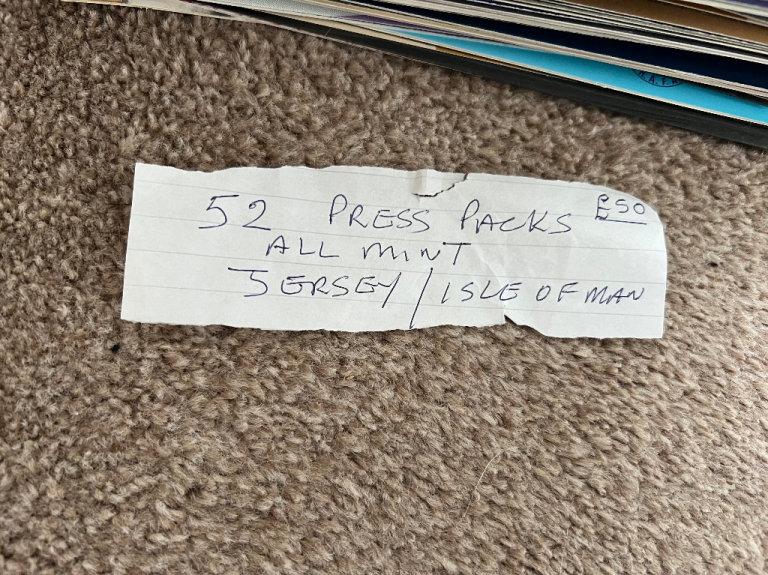 52 PRESS PACKS £50
ALL MINT
JERSEY / ISLE OF MAN